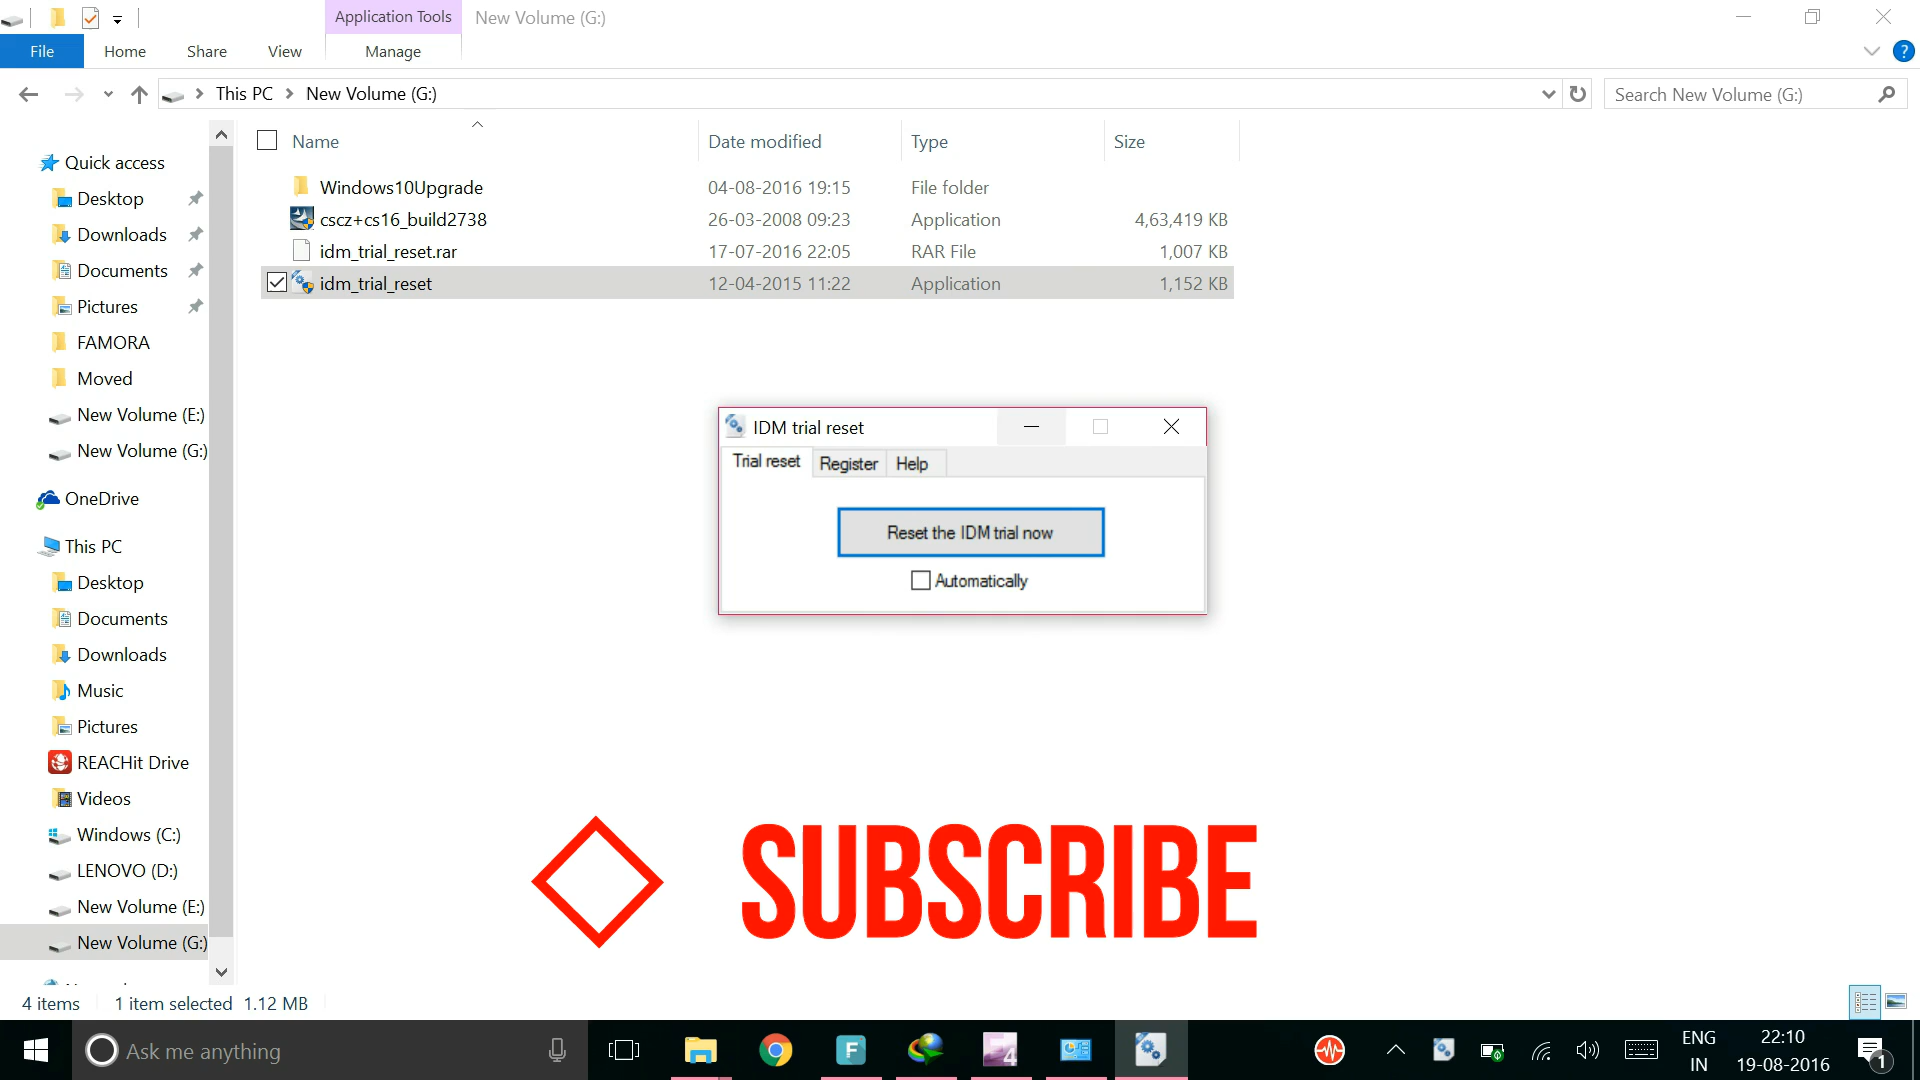 Application Tools
New Volume (G:)
File
Home
Share
View
Manage
?
This PC
New Volume (G:)
Search New Volume (G:)
Name
Date modified
Type
Size
Windows10Upgrade 04-08-2016 19:15 File folder
cscz+cs16_build2738 26-03-2008 09:23 Application 4,63,419 KB
idm_trial_reset.rar 17-07-2016 22:05 RAR File 1,007 KB
idm_trial_reset 12-04-2015 11:22 Application 1,152 KB
Quick access
Desktop
Downloads
Documents
Pictures
FAMORA
Moved
New Volume (E:)
New Volume (G:)
OneDrive
This PC
Desktop
Documents
Downloads
Music
Pictures
REACHit Drive
Videos
Windows (C:)
LENOVO (D:)
New Volume (E:)
New Volume (G:)
IDM trial reset
Trial reset
Register
Help
Reset the IDM trial now
Automatically
SUBSCRIBE
4 items
1 item selected 1.12 MB
Ask me anything
F
4
ENG
IN
22:10
19-08-2016
1